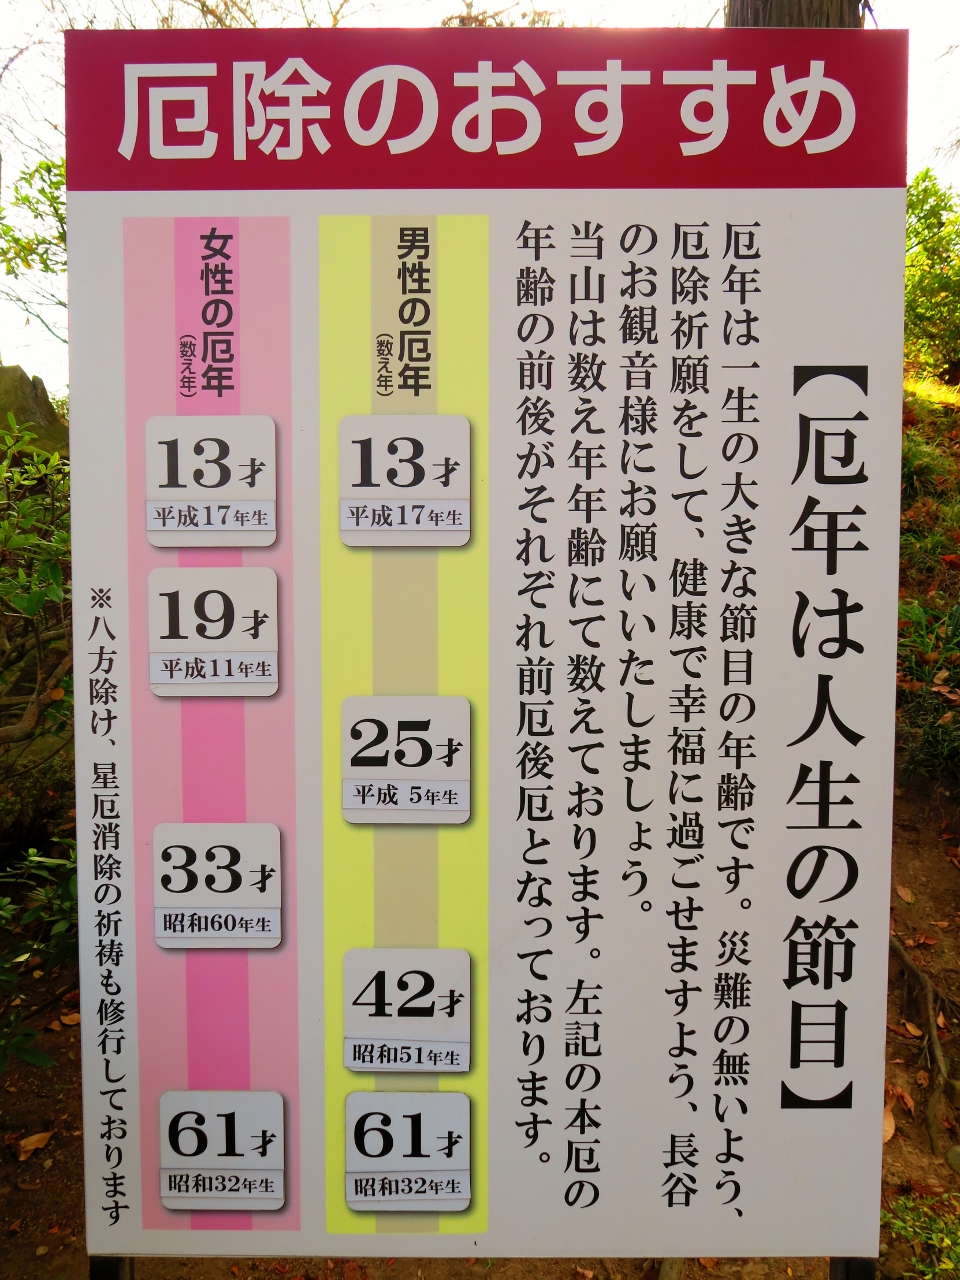 厄除のおすすめ
【厄年は人生の節目】
厄年は一生の大きな節目の年齢です。災難の無いよう、
厄除祈願をして、健康で幸福に過ごせますよう、長谷
のお観音様にお願いいたしましょう。
当山は数え年年齢にて数えております。左記の本厄の
年齢の前後がそれぞれ前厄後厄となっております。
男性の厄年
(数え年)
13才
平成17年生
25才
平成 5年生
42才
昭和51年生
61才
昭和32年生
女性の厄年
(数え年)
13才
平成17年生
19才
平成11年生
33才
昭和60年生
61才
昭和32年生
※八方除け、星厄消除の祈祷も修行しております